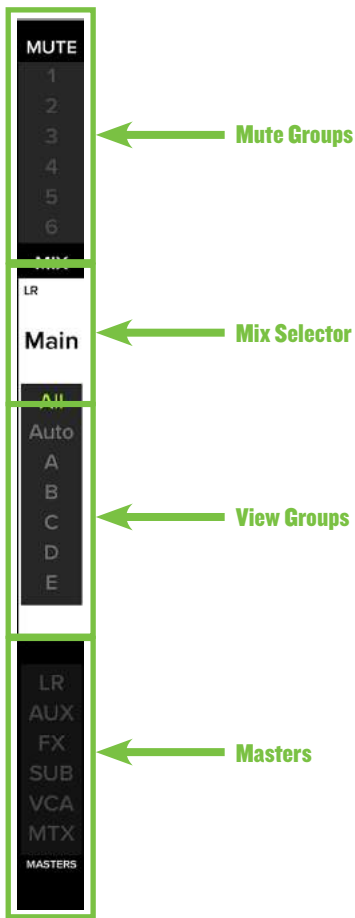 MUTE
1
2
3
Mute Groups
4
5
6
MIX
LR
Main
Mix Selector
All
Auto
A
B
C
View Groups
D
E
LR
AUX
FX
Masters
SUB
VCA
MTX
MASTERS